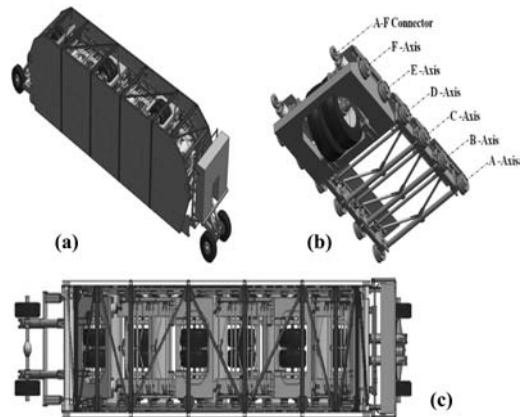 A-F Connector
F -Axis
E-Axis
D -Axis
C -Axis
B -Axis
A -Axis
(a)
(b)
(c)